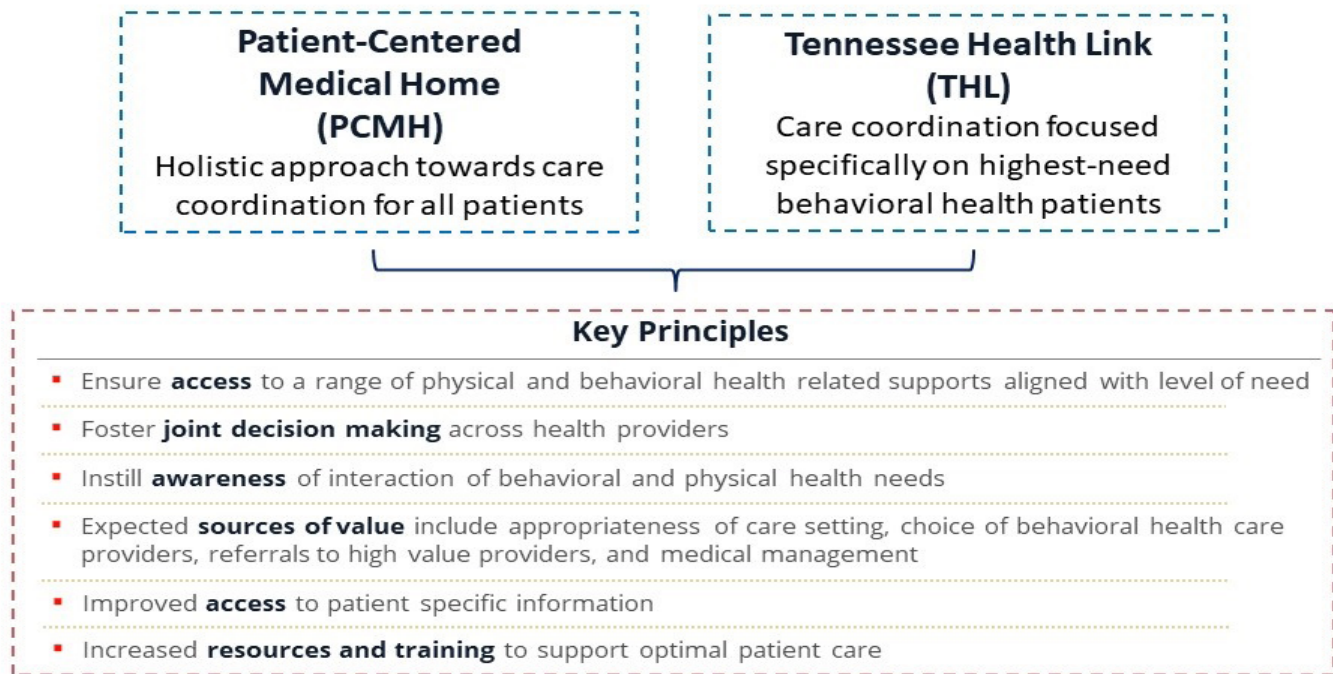 Patient-Centered
Medical Home
(PCMH)
Holistic approach towards care
coordination for all patients
Tennessee Health Link
(THL)
Care coordination focused
specifically on highest-need
behavioral health patients
Key Principles
▪ Ensure access to a range of physical and behavioral health related supports aligned with level of need
▪ Foster joint decision making across health providers
▪ Instill awareness of interaction of behavioral and physical health needs
▪ Expected sources of value include appropriateness of care setting, choice of behavioral health care
providers, referrals to high value providers, and medical management
▪ Improved access to patient specific information
▪ Increased resources and training to support optimal patient care